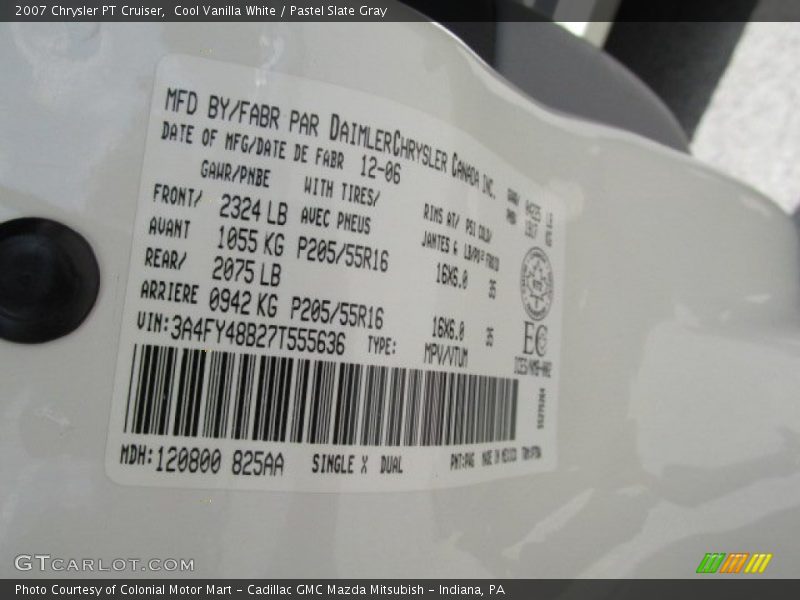 2007 Chrysler PT Cruiser,  Cool Vanilla White / Pastel Slate Gray
MFD BY/FABR PAR DAIMLERCHRYSLER CANADA INC.
DATE OF MFG/DATE DE FABR 12-06
GAWR/PNBE WITH TIRES/ RIMS AT/ PSI COLD/
FRONT/ 2324 LB AVEC PNEUS JANTES A
AVANT 1055 KG P205/55R16 16X6.0 35
REAR/ 2075 LB
ARRIERE 0942 KG P205/55R16 16X6.0 35
VIN: 3A4FY48B27T555636 TYPE: MPV/VTUM
EC
MDH: 120800 825AA SINGLE X DUAL
GTCARLOT.COM
Photo Courtesy of Colonial Motor Mart - Cadillac GMC Mazda Mitsubish - Indiana, PA